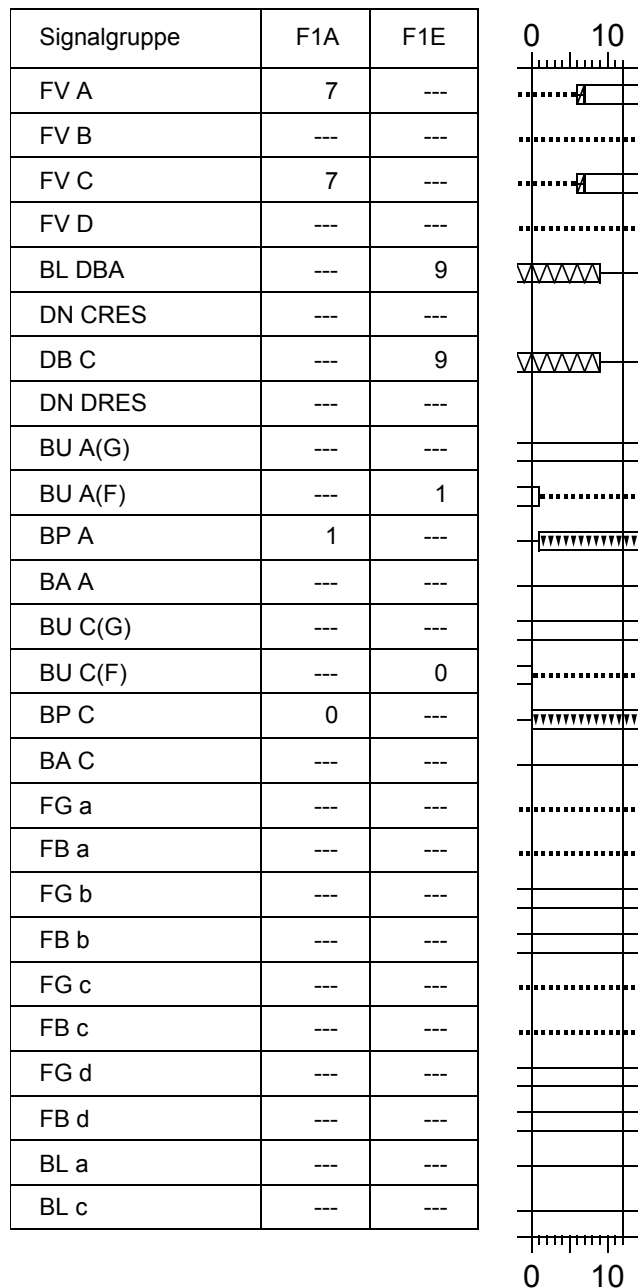 Signalgruppe F1A F1E 0 10
FV A 7 ---
FV B --- ---
FV C 7 ---
FV D --- ---
BL DBA --- 9
DN CRES --- ---
DB C --- 9
DN DRES --- ---
BU A(G) --- ---
BU A(F) --- 1
BP A 1 ---
BA A --- ---
BU C(G) --- ---
BU C(F) --- 0
BP C 0 ---
BA C --- ---
FG a --- ---
FB a --- ---
FG b --- ---
FB b --- ---
FG c --- ---
FB c --- ---
FG d --- ---
FB d --- ---
BL a --- ---
BL c --- ---
0 10